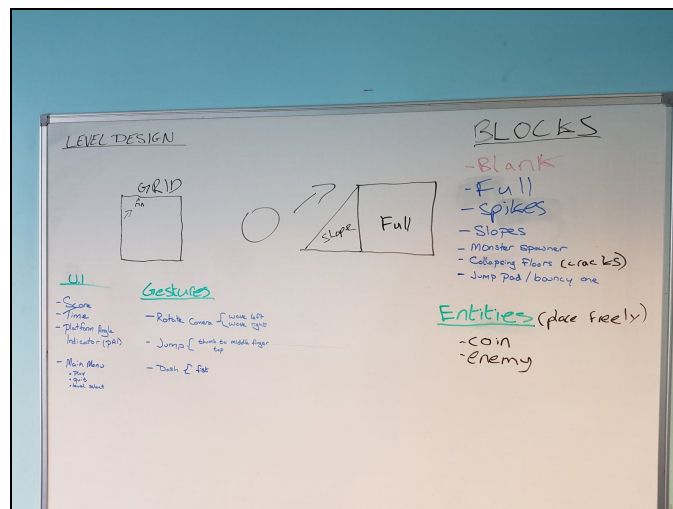 LEVEL DESIGN
GRID
Slope
Full
BLOCKS
- Blank
- Full
- Spikes
- Slopes
- Monster Spawner
- Collapsing Floors (cracks)
- Jump Pad / bouncy one
Entities (place freely)
- coin
- enemy
UI
- Score
- Time
- Platform Angle
Indicator (PAI)
- Main Menu
• Play
• quit
• level select
Gestures
- Rotate Camera { wave left
wave right
- Jump { thumb to middle finger
tap
- Dash { fist